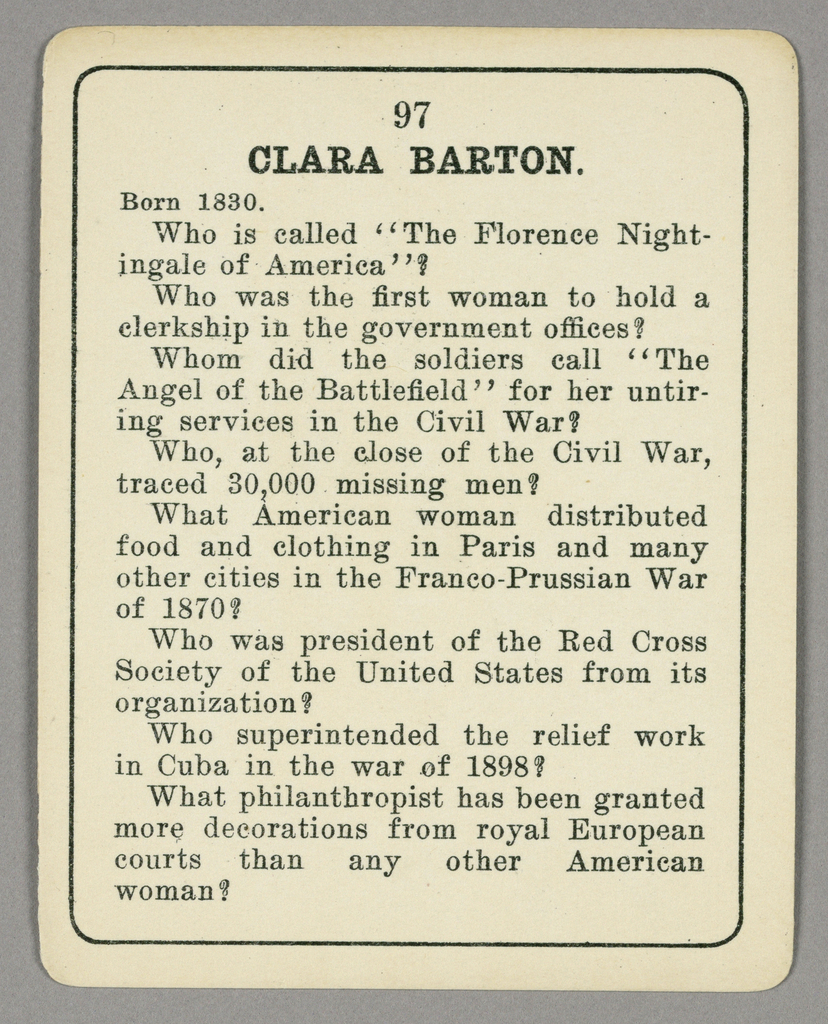 97
CLARA BARTON.
Born 1830.
Who is called ‘‘The Florence Night-
ingale of America’’?
Who was the first woman to hold a
clerkship in the government offices?
Whom did the soldiers call ‘‘The
Angel of the Battlefield’’ for her untir-
ing services in the Civil War?
Who, at the close of the Civil War,
traced 30,000 missing men?
What American woman distributed
food and clothing in Paris and many
other cities in the Franco-Prussian War
of 1870?
Who was president of the Red Cross
Society of the United States from its
organization?
Who superintended the relief work
in Cuba in the war of 1898?
What philanthropist has been granted
more decorations from royal European
courts than any other American
woman?